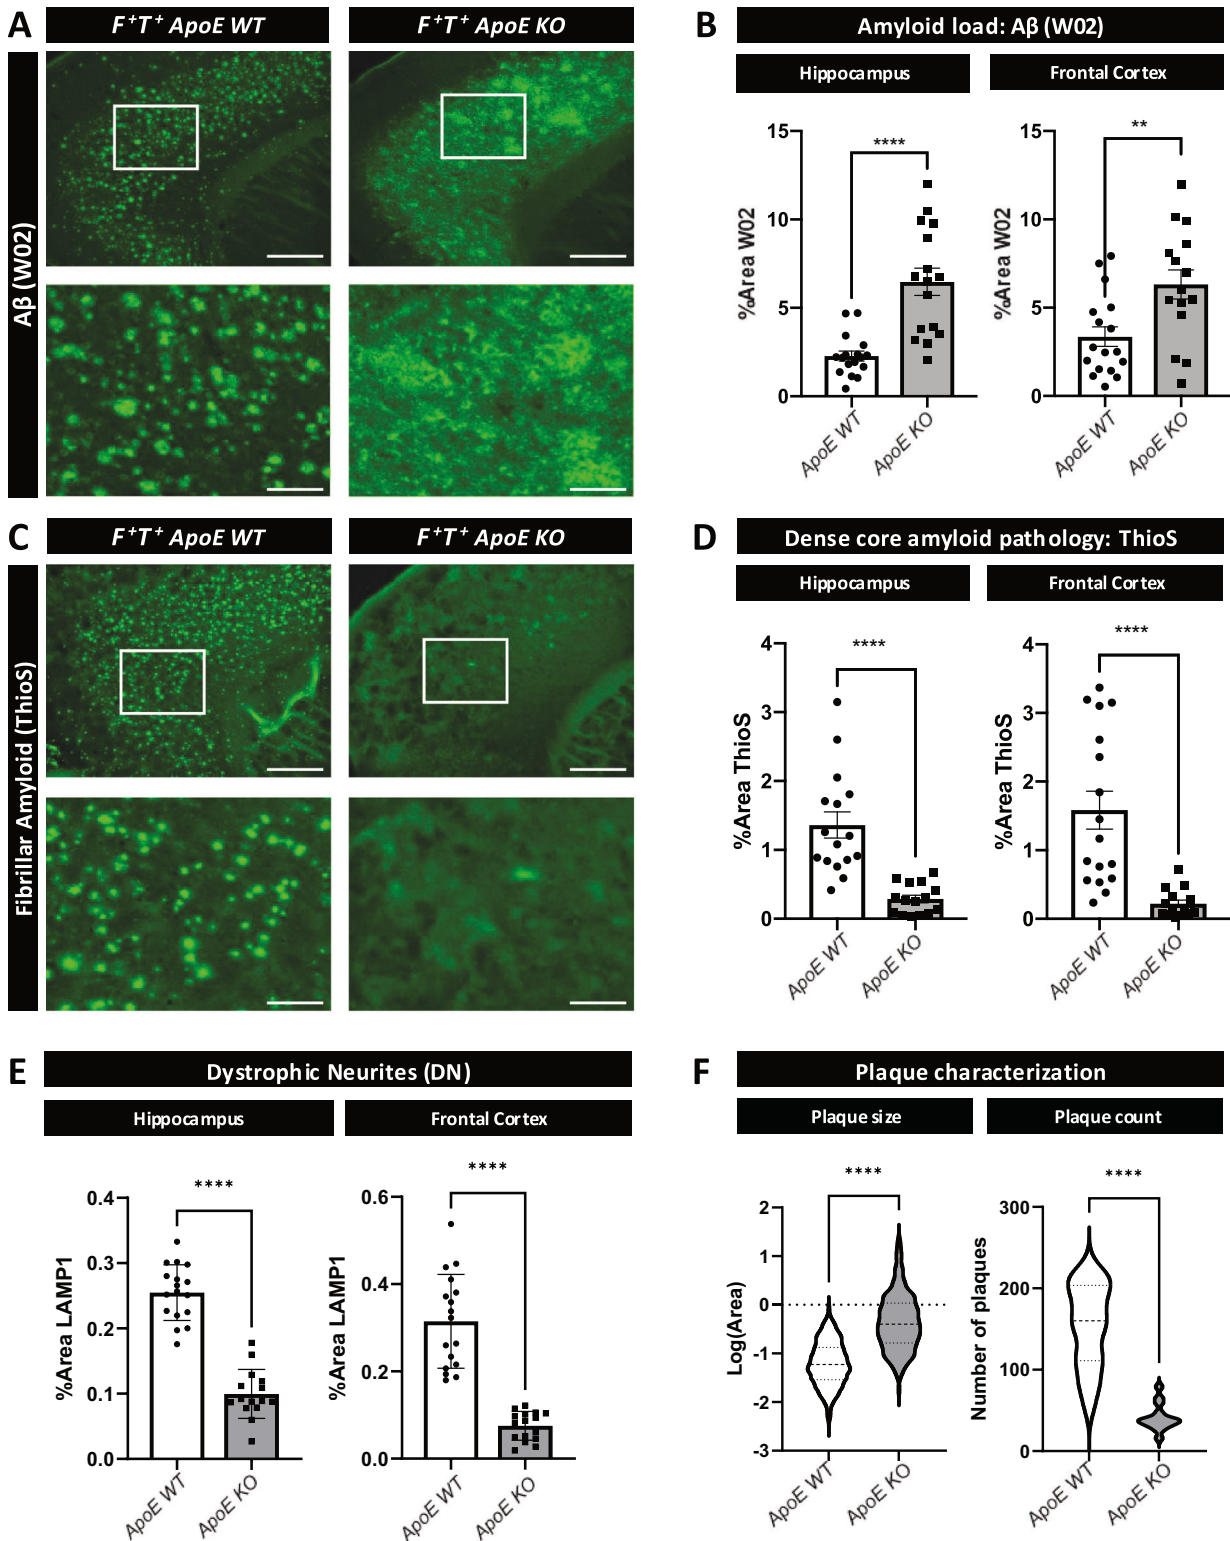 A
F⁺T⁺ ApoE WT
F⁺T⁺ ApoE KO
Aβ (W02)
B
Amyloid load: Aβ (W02)
Hippocampus
Frontal Cortex
%Area W02
15
10
5
0
****
ApoE WT
ApoE KO
%Area W02
15
10
5
0
**
ApoE WT
ApoE KO
C
F⁺T⁺ ApoE WT
F⁺T⁺ ApoE KO
Fibrillar Amyloid (ThioS)
D
Dense core amyloid pathology: ThioS
Hippocampus
Frontal Cortex
%Area ThioS
4
3
2
1
0
****
ApoE WT
ApoE KO
%Area ThioS
4
3
2
1
0
****
ApoE WT
ApoE KO
E
Dystrophic Neurites (DN)
Hippocampus
Frontal Cortex
%Area LAMP1
0.4
0.3
0.2
0.1
0.0
****
ApoE WT
ApoE KO
%Area LAMP1
0.6
0.4
0.2
0.0
****
ApoE WT
ApoE KO
F
Plaque characterization
Plaque size
Plaque count
Log(Area)
2
1
0
-1
-2
-3
****
ApoE WT
ApoE KO
Number of plaques
300
200
100
0
****
ApoE WT
ApoE KO